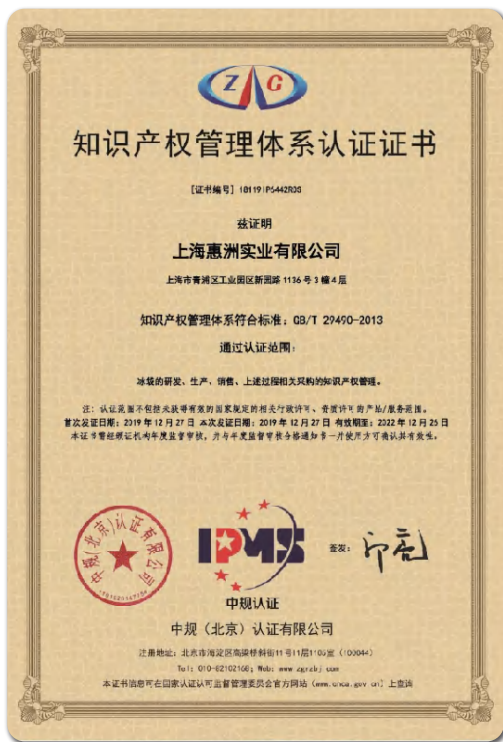 ZG
知识产权管理体系认证证书
【证书编号】18119IP5442R0S
兹证明
上海惠洲实业有限公司
上海市青浦区工业园区新园路1136号3幢4层
知识产权管理体系符合标准：GB/T 29490-2013
通过认证范围：
冰袋的研发、生产、销售、上述过程相关采购的知识产权管理。
注：认证范围不包括未获得有效的国家规定的相关行政许可、资质许可的产品/服务范围。
首次发证日期：2019年12月27日 本次发证日期：2019年12月27日 有效期至：2022年12月25日
本证书需经颁证机构年度监督审核，并与年度监督审核合格通知书一并使用方可确认其有效性。
中规(北京)认证有限公司
IPMS
签发：
中规认证
中规（北京）认证有限公司
注册地址：北京市海淀区高梁桥斜街11号11层1105室（100044）
Tel: 010-62102166; Web: www.zgrzbj.com
本证书信息可在国家认证认可监督管理委员会官方网站（www.cnca.gov.cn）上查询